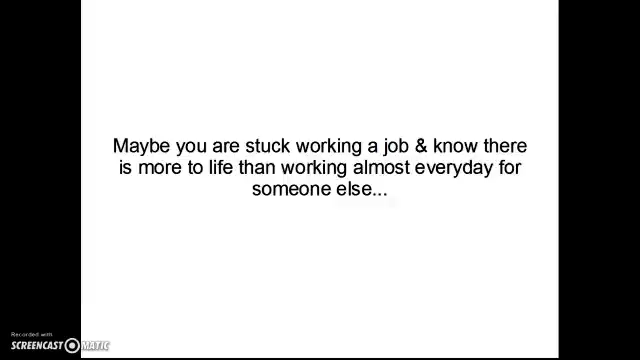 Maybe you are stuck working a job & know there
is more to life than working almost everyday for
someone else...
Recorded with
SCREENCAST MATIC